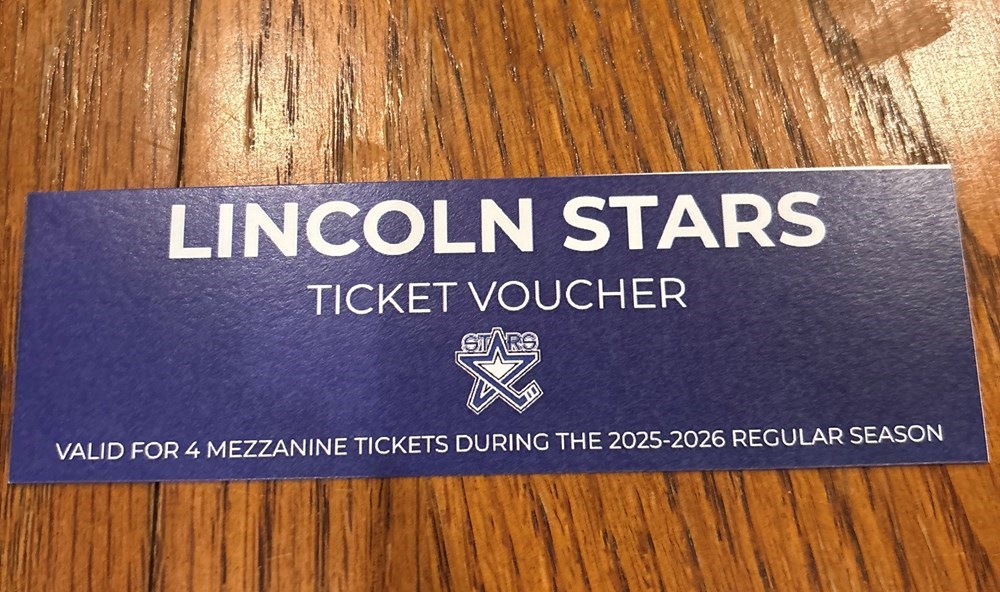 LINCOLN STARS
TICKET VOUCHER
STARS
VALID FOR 4 MEZZANINE TICKETS DURING THE 2025-2026 REGULAR SEASON